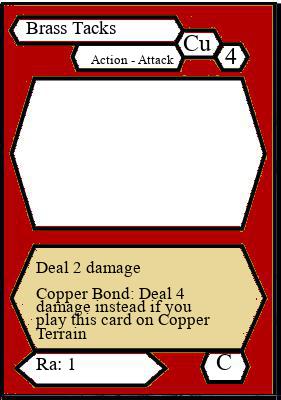 Brass Tacks
Cu
Action - Attack
4
Deal 2 damage
Copper Bond: Deal 4
damage instead if you
play this card on Copper
Terrain
Ra: 1
C